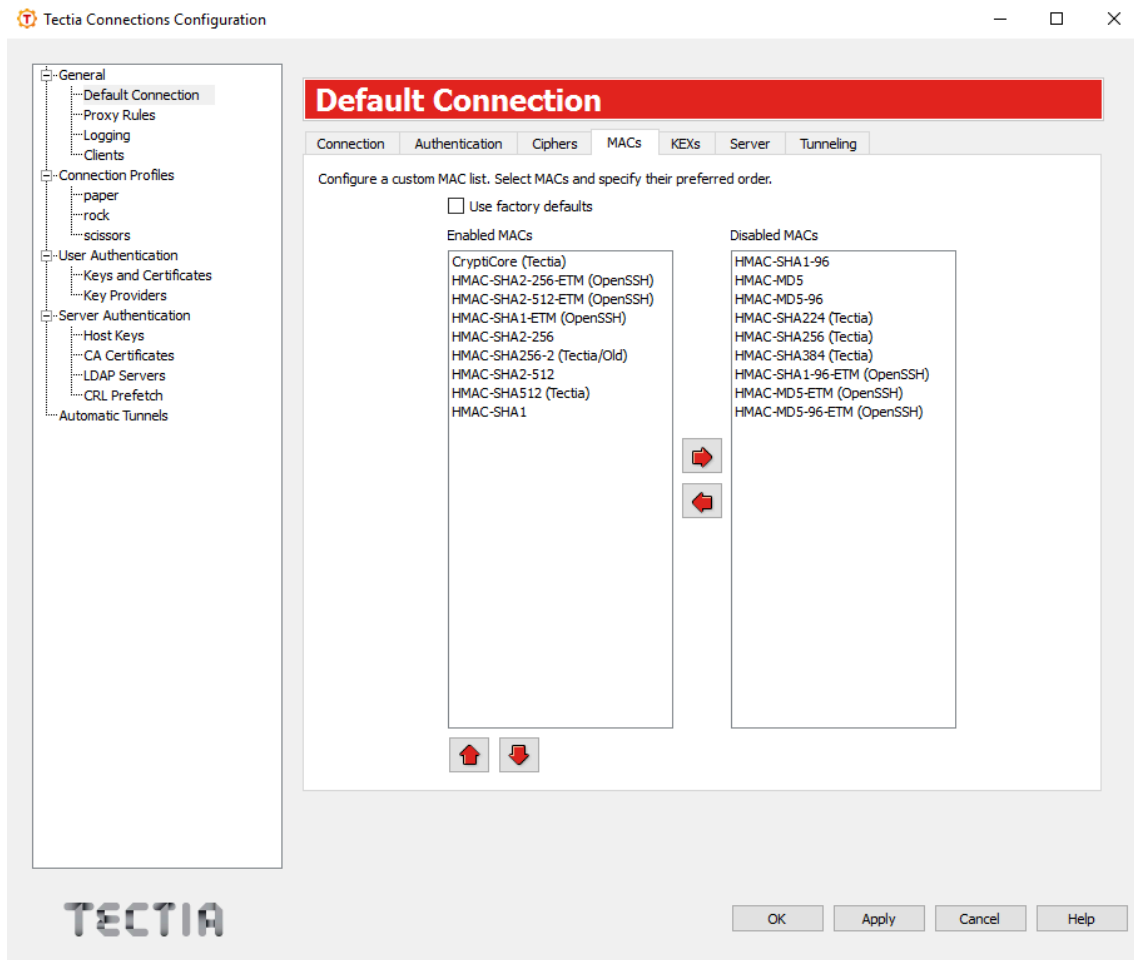 Tectia Connections Configuration
General
Default Connection
Proxy Rules
Logging
Clients
Connection Profiles
paper
rock
scissors
User Authentication
Keys and Certificates
Key Providers
Server Authentication
Host Keys
CA Certificates
LDAP Servers
CRL Prefetch
Automatic Tunnels
Default Connection
Connection Authentication Ciphers MACs KEXs Server Tunneling
Configure a custom MAC list. Select MACs and specify their preferred order.
Use factory defaults
Enabled MACs
CryptiCore (Tectia)
HMAC-SHA2-256-ETM (OpenSSH)
HMAC-SHA2-512-ETM (OpenSSH)
HMAC-SHA1-ETM (OpenSSH)
HMAC-SHA2-256
HMAC-SHA256-2 (Tectia/Old)
HMAC-SHA2-512
HMAC-SHA512 (Tectia)
HMAC-SHA1
Disabled MACs
HMAC-SHA1-96
HMAC-MD5
HMAC-MD5-96
HMAC-SHA224 (Tectia)
HMAC-SHA256 (Tectia)
HMAC-SHA384 (Tectia)
HMAC-SHA1-96-ETM (OpenSSH)
HMAC-MD5-ETM (OpenSSH)
HMAC-MD5-96-ETM (OpenSSH)
TECTIA
OK Apply Cancel Help